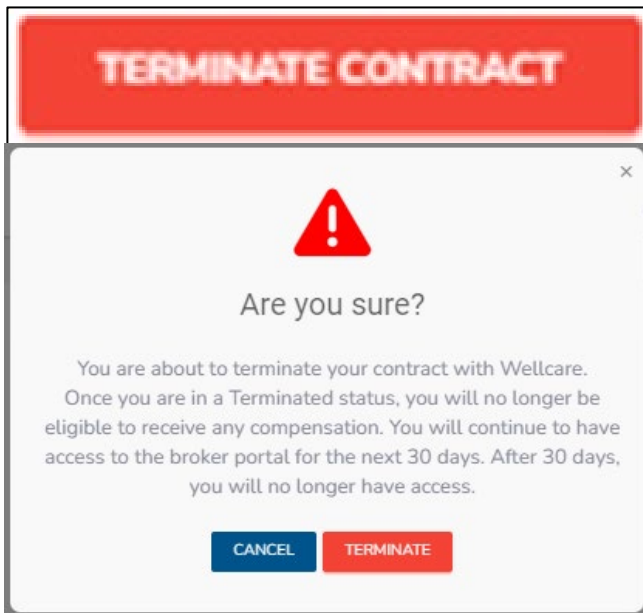 TERMINATE CONTRACT
×
Are you sure?
You are about to terminate your contract with Wellcare.
Once you are in a Terminated status, you will no longer be
eligible to receive any compensation. You will continue to have
access to the broker portal for the next 30 days. After 30 days,
you will no longer have access.
CANCEL TERMINATE